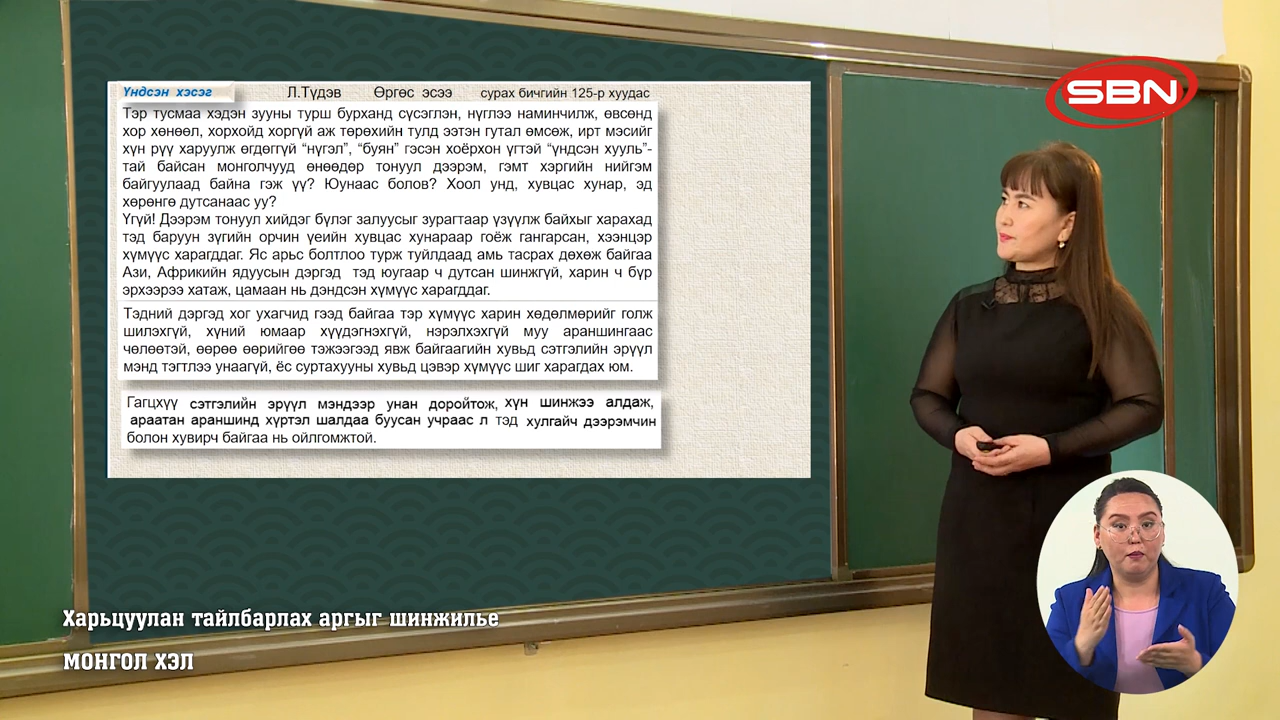 SBN
Үндсэн хэсэг Л.Түдэв Өргөс эсээ сурах бичгийн 125-р хуудас
Тэр тусмаа хэдэн зууны турш бурханд сүсэглэн, нүглээ наминчилж, өвсөнд
хор хөнөөл, хорхойд хоргүй аж төрөхийн тулд ээтэн гутал өмсөж, ирт мэсийг
хүн рүү харуулж өгдөггүй “нүгэл”, “буян” гэсэн хоёрхон үгтэй “үндсэн хууль”-
тай байсан монголчууд өнөөдөр тонуул дээрэм, гэмт хэргийн нийгэм
байгуулаад байна гэж үү? Юунаас болов? Хоол унд, хувцас хунар, эд
хөрөнгө дутсанаас уу?
Үгүй! Дээрэм тонуул хийдэг бүлэг залуусыг зурагтаар үзүүлж байхыг харахад
тэд баруун зүгийн орчин үеийн хувцас хунараар гоёж гангарсан, хээнцэр
хүмүүс харагддаг. Яс арьс болтлоо турж туйлдаад амь тасрах дөхөж байгаа
Ази, Африкийн ядуусын дэргэд тэд югаар ч дутсан шинжгүй, харин ч бүр
эрхээрээ хатаж, цамаан нь дэндсэн хүмүүс харагддаг.
Тэдний дэргэд хог ухагчид гээд байгаа тэр хүмүүс харин хөдөлмөрийг голж
шилэхгүй, хүний юмаар хүүдэгнэхгүй, нэрэлхэхгүй муу араншингаас
чөлөөтэй, өөрөө өөрийгөө тэжээгээд явж байгаагийн хувьд сэтгэлийн эрүүл
мэнд тэгтлээ унаагүй, ёс суртахууны хувьд цэвэр хүмүүс шиг харагдах юм.
Гагцхүү сэтгэлийн эрүүл мэндээр унан доройтож, хүн шинжээ алдаж,
араатан араншинд хүртэл шалдаа буусан учраас л тэд хулгайч дээрэмчин
болон хувирч байгаа нь ойлгомжтой.
Харьцуулан тайлбарлах аргыг шинжилье
МОНГОЛ ХЭЛ